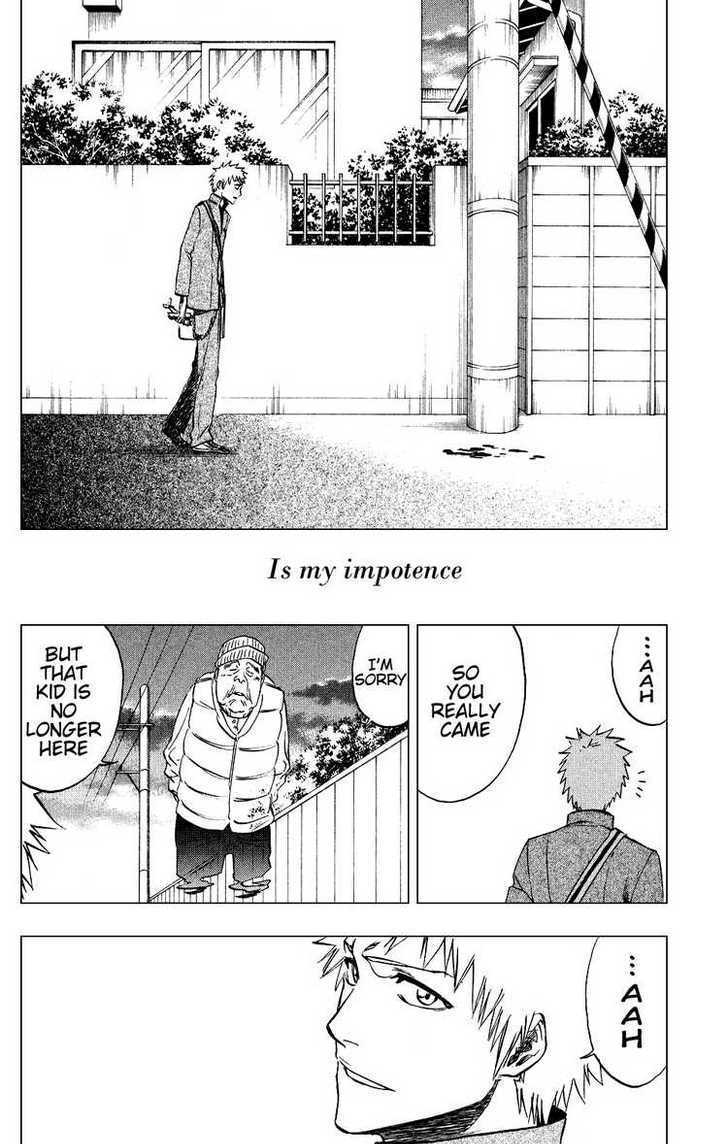 Is my impotence
...AAH
SO
YOU
REALLY
CAME
I'M
SORRY
BUT
THAT
KID IS
NO
LONGER
HERE
...AAH